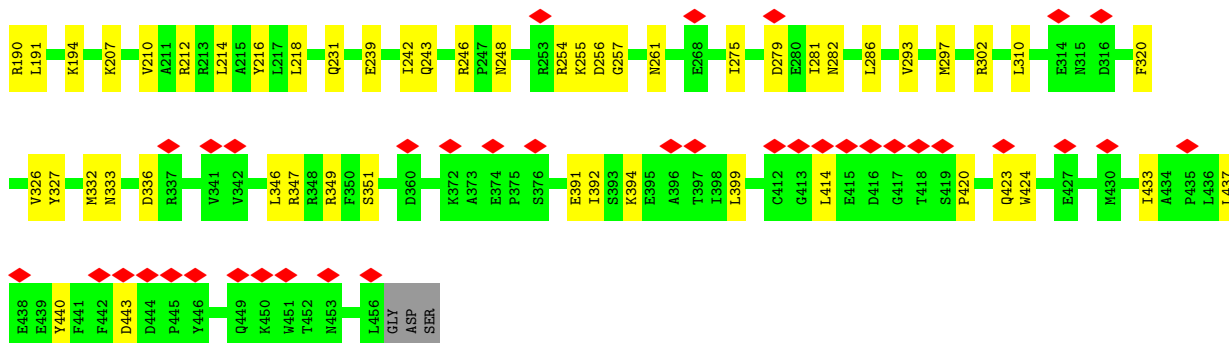 R190 L191 K194 K207 V210 A211 R212 R213 L214 A215 Y216 L217 L218 Q231 E239 I242 Q243 R246 P247 N248 R253 R254 K255 D256 G257 N261 E268 I275 D279 E280 I281 N282 L286 V293 M297 R302 L310 E314 N315 D316 F320
V326 Y327 M332 N333 D336 R337 V341 V342 L346 R347 R348 R349 F350 S351 D360 K372 A373 E374 P375 S376 E391 I392 S393 K394 E395 A396 T397 I398 L399 C412 G413 L414 E415 D416 G417 T418 S419 P420 Q423 W424 E427 M430 I433 A434 P435 L436 L437
E438 E439 Y440 F441 F442 D443 D444 P445 Y446 Q449 K450 W451 T452 N453 L456 GLY ASP SER